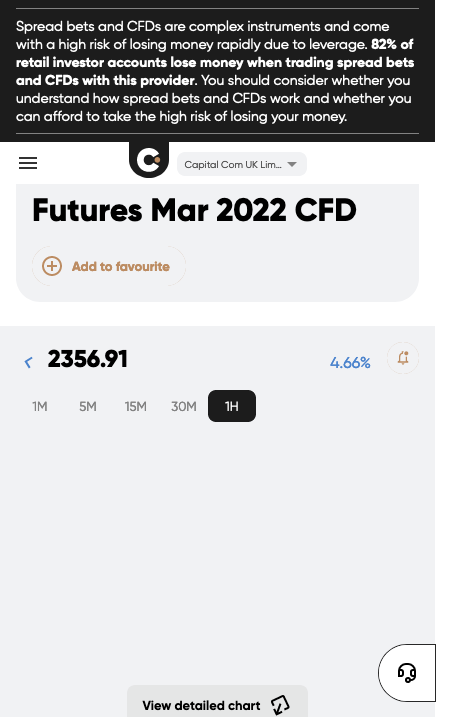 Spread bets and CFDs are complex instruments and come
with a high risk of losing money rapidly due to leverage. 82% of
retail investor accounts lose money when trading spread bets
and CFDs with this provider. You should consider whether you
understand how spread bets and CFDs work and whether you
can afford to take the high risk of losing your money.
Capital Com UK Lim...
Futures Mar 2022 CFD
Add to favourite
2356.91 4.66%
1M 5M 15M 30M 1H
View detailed chart